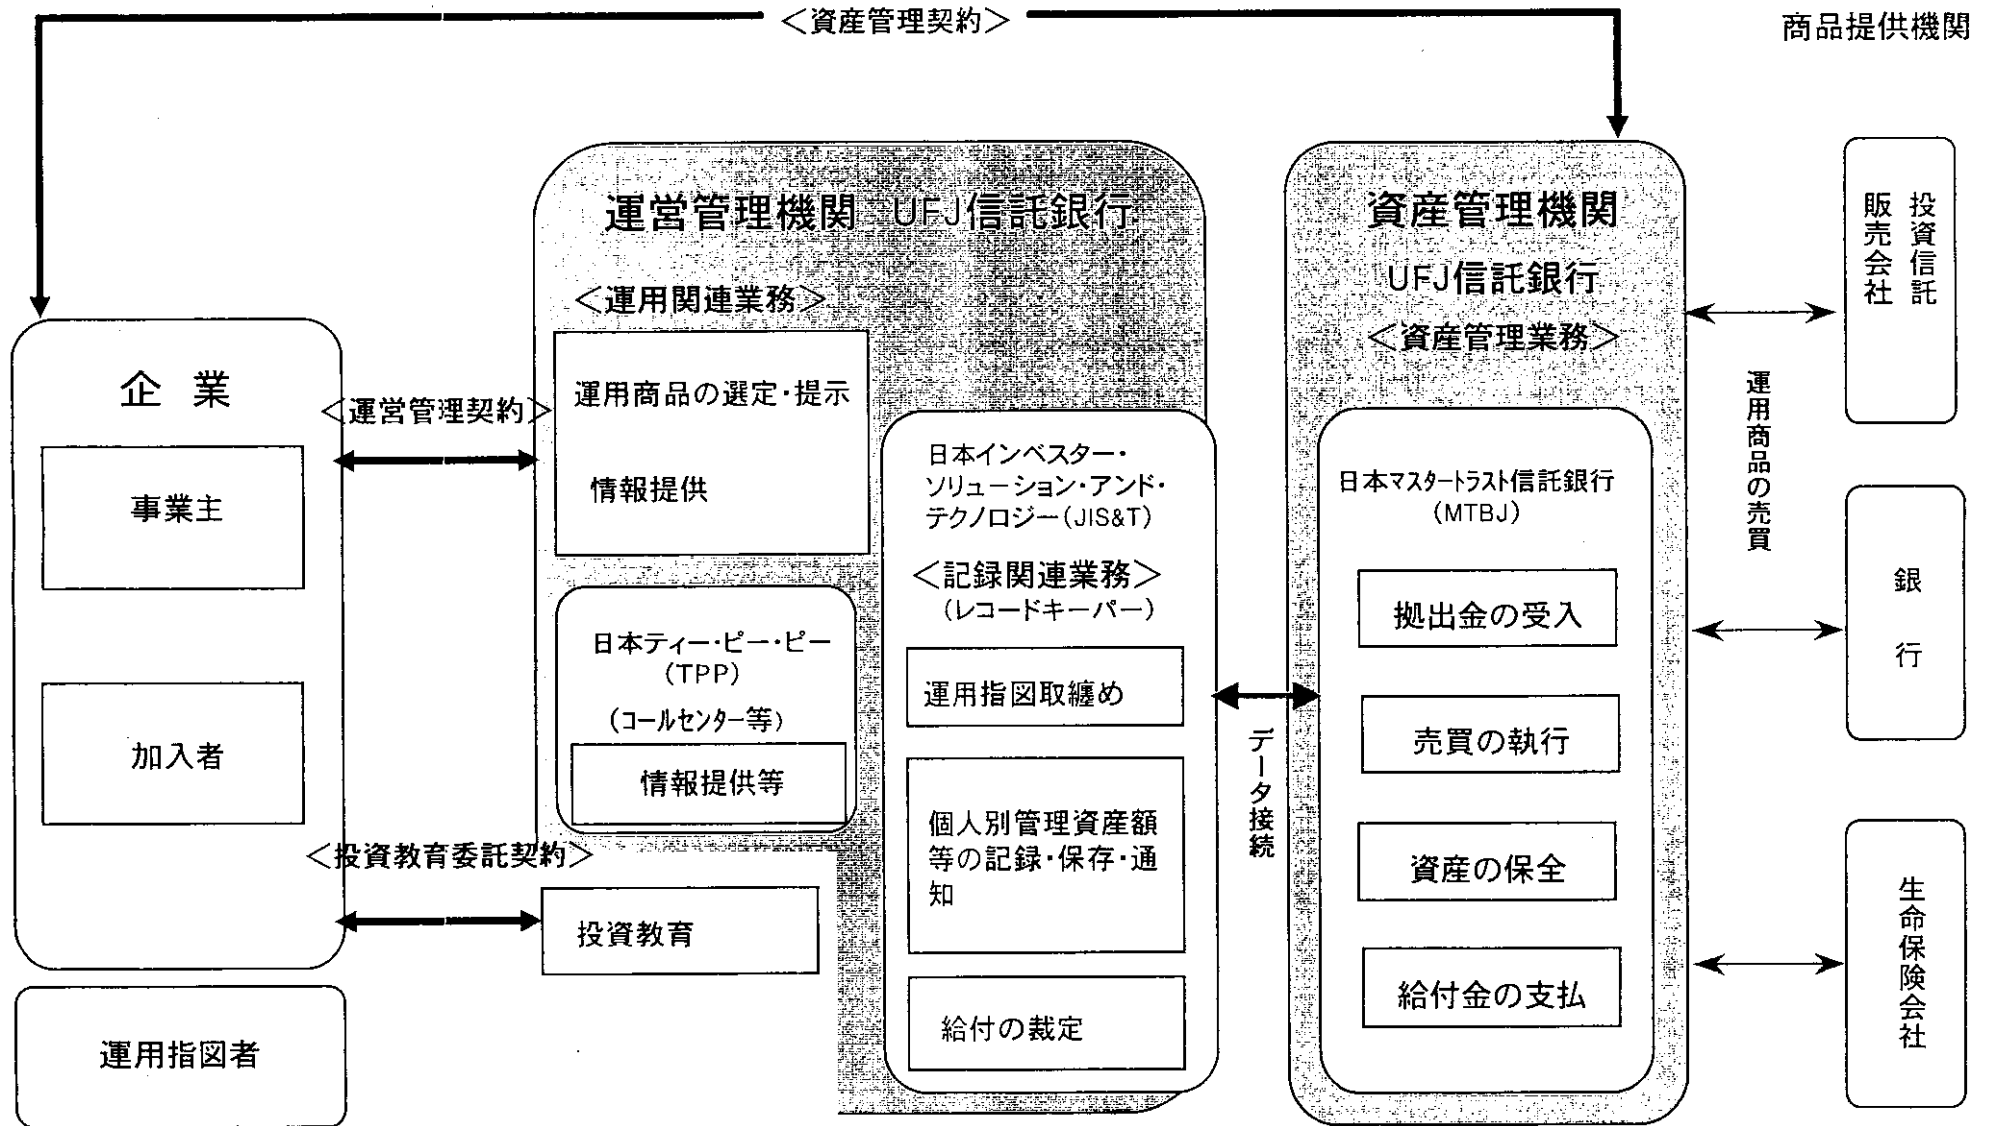 <資産管理契約>
商品提供機関
企 業
事業主
加入者
運用指図者
<運営管理契約>
<投資教育委託契約>
運営管理機関 UFJ信託銀行
<運用関連業務>
運用商品の選定・提示
情報提供
日本ティー・ピー・ピー
(TPP)
(コールセンター等)
情報提供等
投資教育
日本インベスター・
ソリューション・アンド・
テクノロジー(JIS&T)
<記録関連業務>
(レコードキーパー)
運用指図取纏め
個人別管理資産額
等の記録・保存・通
知
給付の裁定
データ接続
資産管理機関
UFJ信託銀行
<資産管理業務>
日本マスタートラスト信託銀行
(MTBJ)
拠出金の受入
売買の執行
資産の保全
給付金の支払
運用商品の売買
投資信託
販売会社
銀 行
生命保険会社